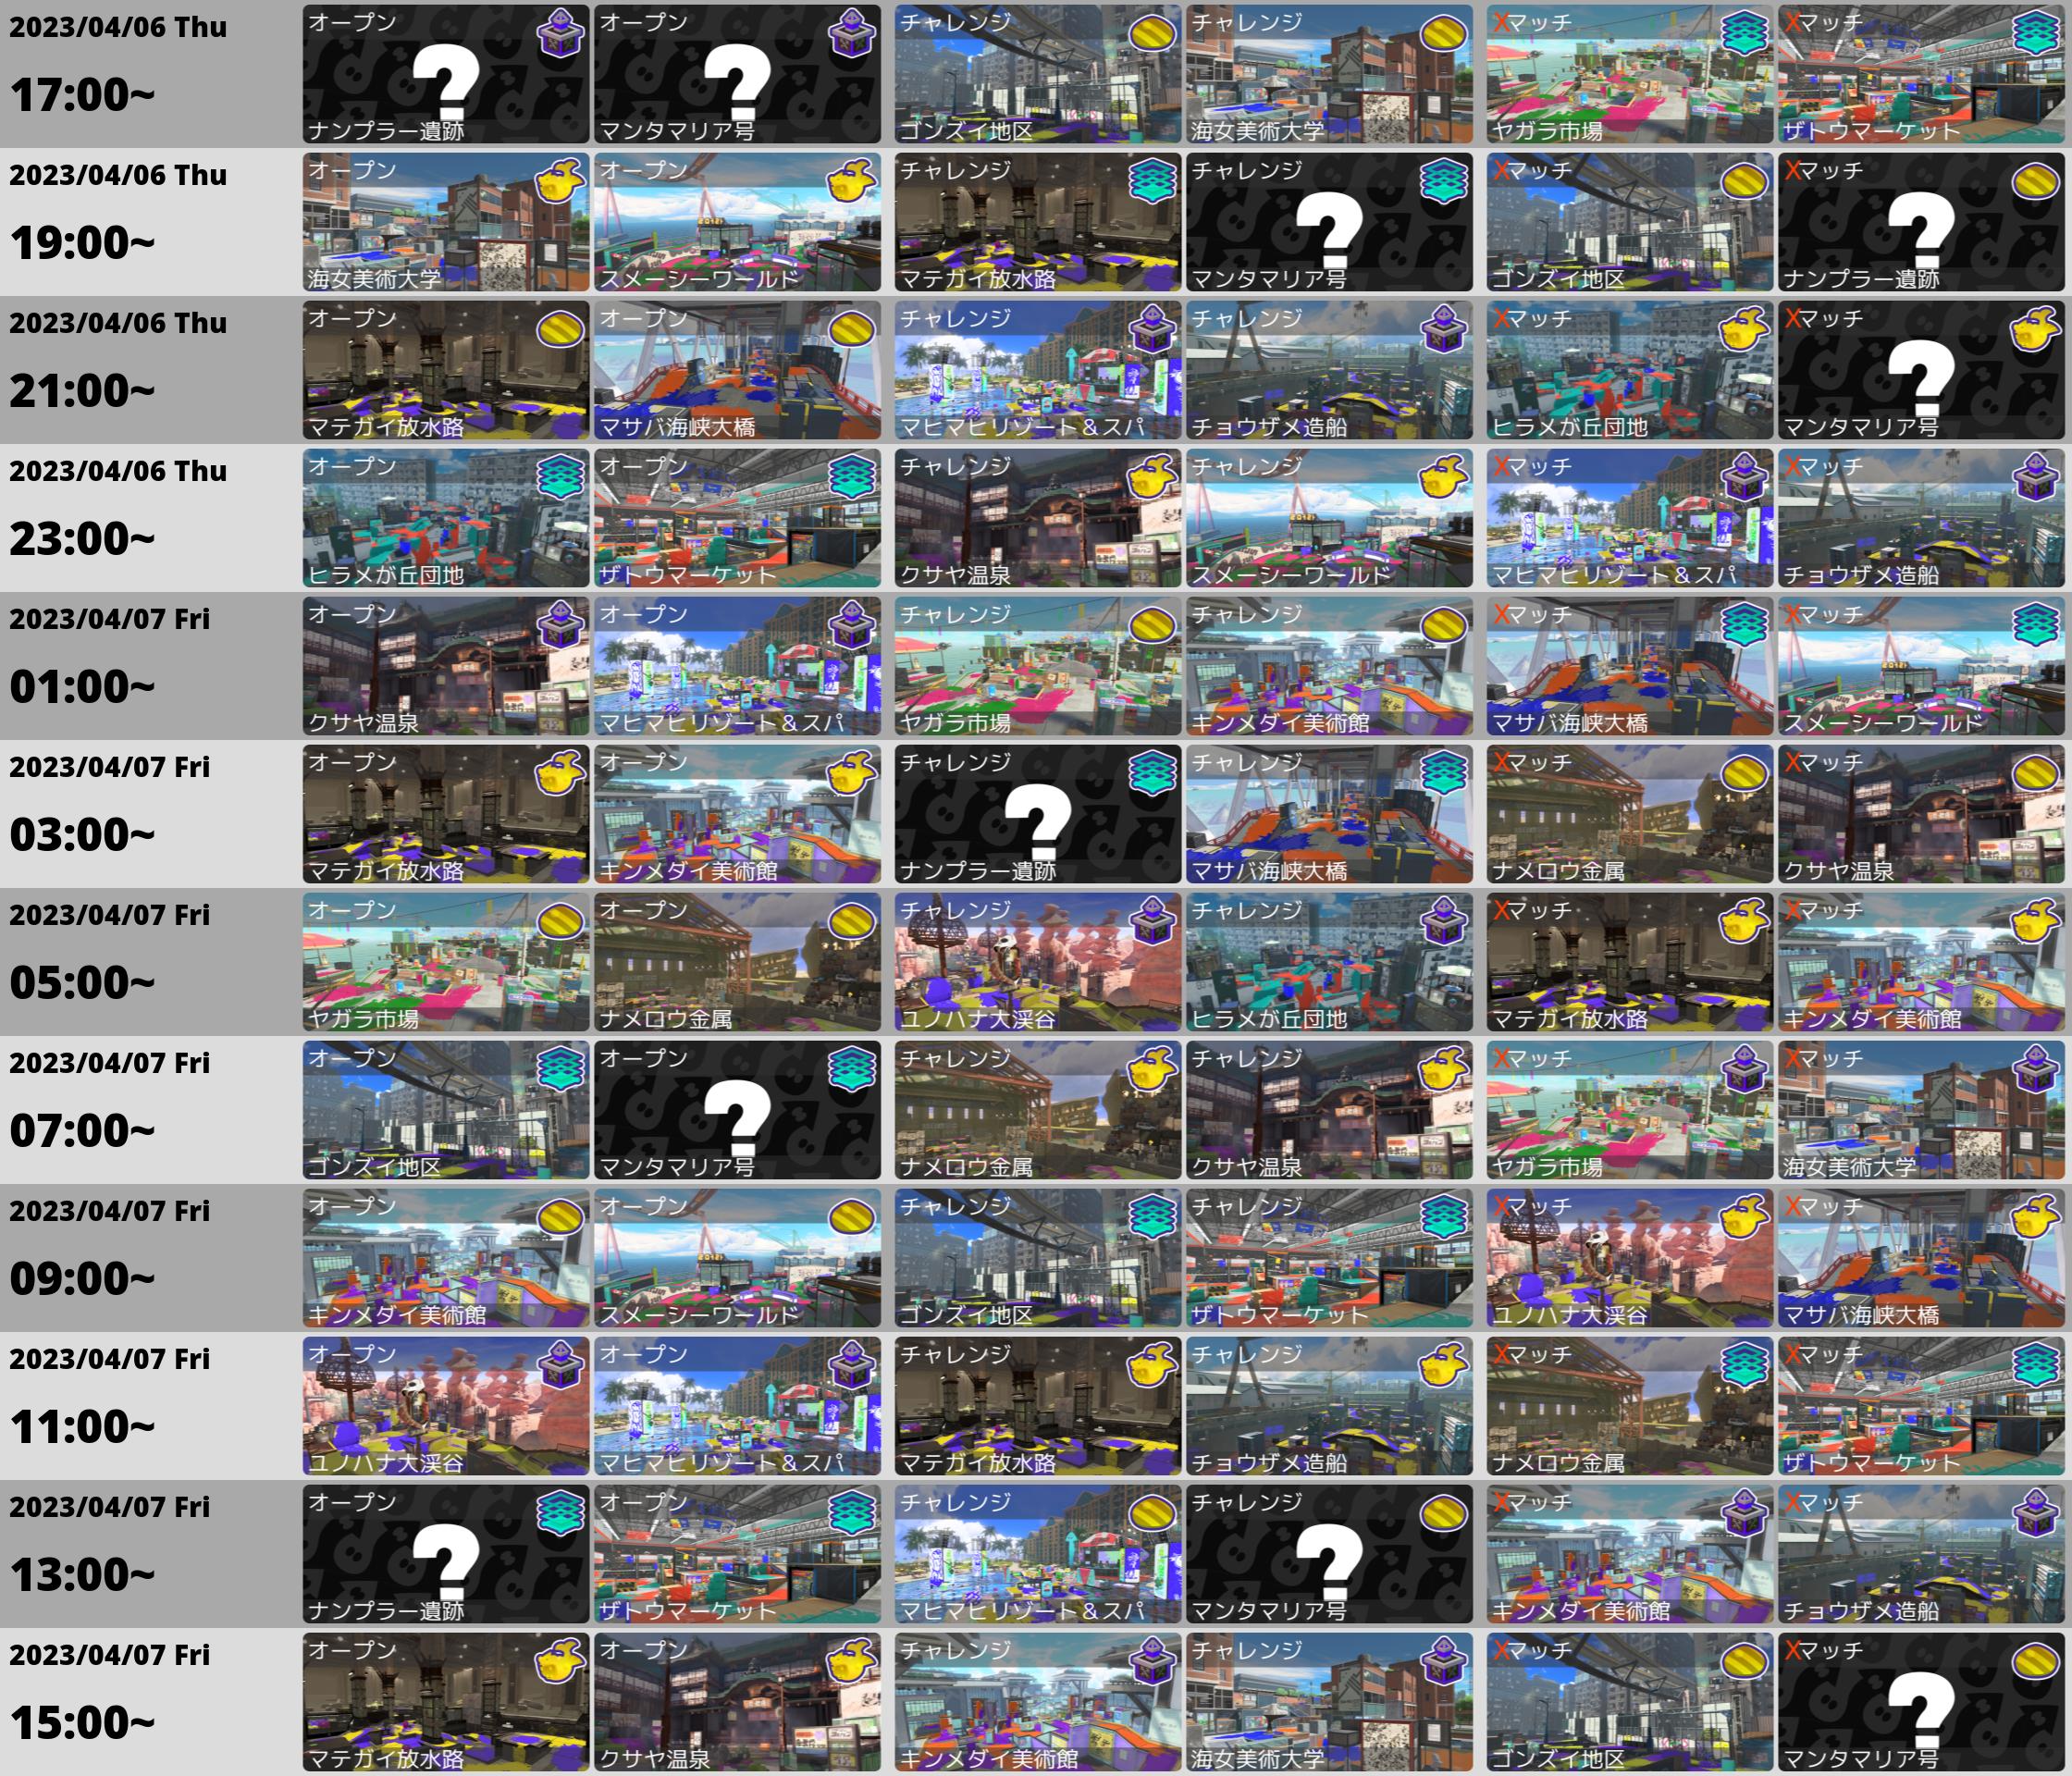 2023/04/06 Thu
17:00~
オープン オープン チャレンジ チャレンジ Xマッチ Xマッチ
ナンプラー遺跡 マンタマリア号 ゴンズイ地区 海女美術大学 ヤガラ市場 ザトウマーケット
2023/04/06 Thu
19:00~
オープン オープン チャレンジ チャレンジ Xマッチ Xマッチ
海女美術大学 スメーシーワールド マテガイ放水路 マンタマリア号 ゴンズイ地区 ナンプラー遺跡
2023/04/06 Thu
21:00~
オープン オープン チャレンジ チャレンジ Xマッチ Xマッチ
マテガイ放水路 マサバ海峡大橋 マヒマヒリゾート&スパ チョウザメ造船 ヒラメが丘団地 マンタマリア号
2023/04/06 Thu
23:00~
オープン オープン チャレンジ チャレンジ Xマッチ Xマッチ
ヒラメが丘団地 ザトウマーケット クサヤ温泉 スメーシーワールド マヒマヒリゾート&スパ チョウザメ造船
2023/04/07 Fri
01:00~
オープン オープン チャレンジ チャレンジ Xマッチ Xマッチ
クサヤ温泉 マヒマヒリゾート&スパ ヤガラ市場 キンメダイ美術館 マサバ海峡大橋 スメーシーワールド
2023/04/07 Fri
03:00~
オープン オープン チャレンジ チャレンジ Xマッチ Xマッチ
マテガイ放水路 キンメダイ美術館 ナンプラー遺跡 マサバ海峡大橋 ナメロウ金属 クサヤ温泉
2023/04/07 Fri
05:00~
オープン オープン チャレンジ チャレンジ Xマッチ Xマッチ
ヤガラ市場 ナメロウ金属 ユノハナ大渓谷 ヒラメが丘団地 マテガイ放水路 キンメダイ美術館
2023/04/07 Fri
07:00~
オープン オープン チャレンジ チャレンジ Xマッチ Xマッチ
ゴンズイ地区 マンタマリア号 ナメロウ金属 クサヤ温泉 ヤガラ市場 海女美術大学
2023/04/07 Fri
09:00~
オープン オープン チャレンジ チャレンジ Xマッチ Xマッチ
キンメダイ美術館 スメーシーワールド ゴンズイ地区 ザトウマーケット ユノハナ大渓谷 マサバ海峡大橋
2023/04/07 Fri
11:00~
オープン オープン チャレンジ チャレンジ Xマッチ Xマッチ
ユノハナ大渓谷 マヒマヒリゾート&スパ マテガイ放水路 チョウザメ造船 ナメロウ金属 ザトウマーケット
2023/04/07 Fri
13:00~
オープン オープン チャレンジ チャレンジ Xマッチ Xマッチ
ナンプラー遺跡 ザトウマーケット マヒマヒリゾート&スパ マンタマリア号 キンメダイ美術館 チョウザメ造船
2023/04/07 Fri
15:00~
オープン オープン チャレンジ チャレンジ Xマッチ Xマッチ
マテガイ放水路 クサヤ温泉 キンメダイ美術館 海女美術大学 ゴンズイ地区 マンタマリア号